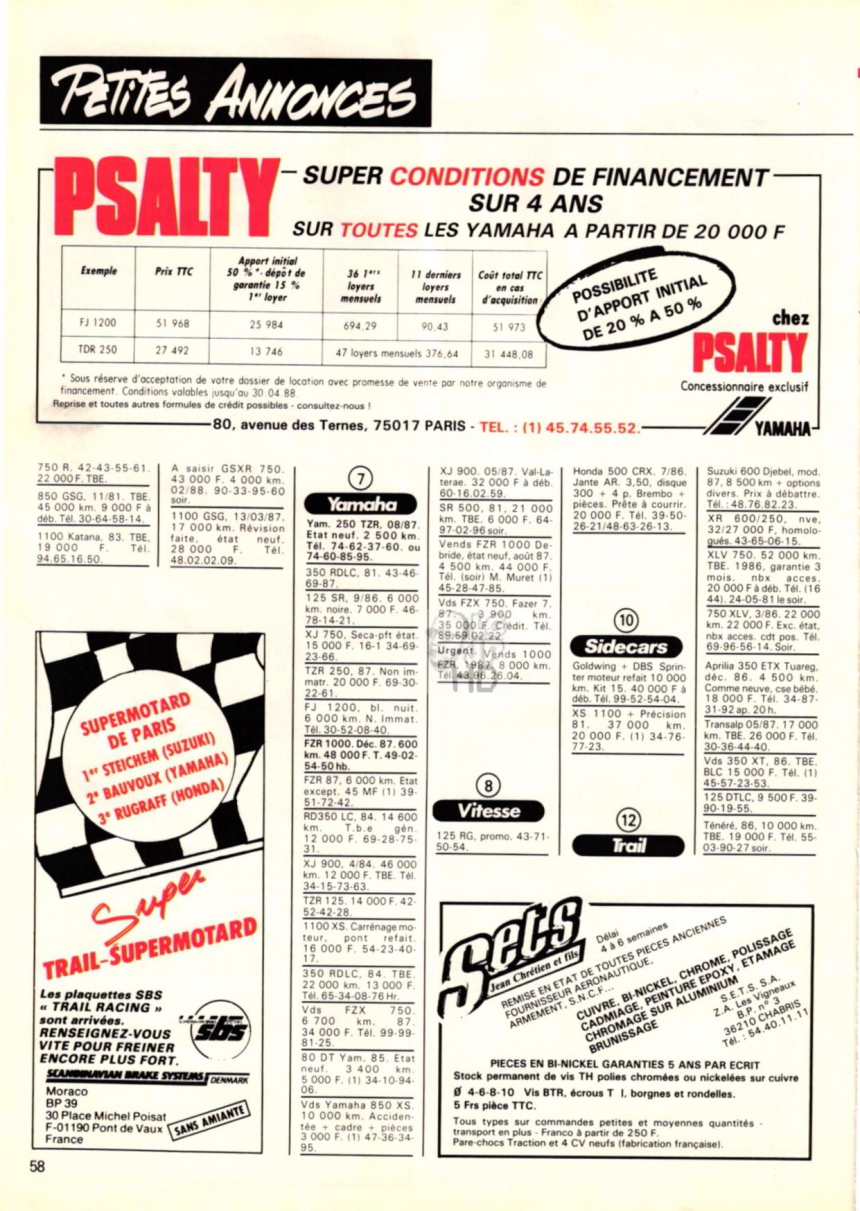 PETITES ANNONCES
PSALTY
SUPER CONDITIONS DE FINANCEMENT
SUR 4 ANS
SUR TOUTES LES YAMAHA A PARTIR DE 20 000 F
Exemple
Prix TTC
Apport initial
50 % * - dépôt de
garantie 15 %
1er loyer
36 1ers
loyers
mensuels
11 derniers
loyers
mensuels
Coût total TTC
en cas
d'acquisition
FJ 1200 51 968 25 984 694,29 90,43 51 973
TDR 250 27 492 13 746 47 loyers mensuels 376,64 31 448,08
POSSIBILITE
D'APPORT INITIAL
DE 20 % A 50 %
chez
PSALTY
Concessionnaire exclusif
YAMAHA
* Sous réserve d'acceptation de votre dossier de location avec promesse de vente par notre organisme de
financement. Conditions valables jusqu'au 30.04.88.
Reprise et toutes autres formules de crédit possibles - consultez-nous !
80, avenue des Ternes, 75017 PARIS - TEL. : (1) 45.74.55.52.
750 R. 42-43-55-61.
22 000 F. TBE.
850 GSG, 11/81. TBE.
45 000 km. 9 000 F à
déb. Tél. 30-64-58-14.
1100 Katana, 83. TBE.
19 000 F. Tél.
94.65.16.50.
A saisir GSXR 750.
43 000 F. 4 000 km.
02/88. 90-33-95-60
soir.
1100 GSG, 13/03/87.
17 000 km. Révision
faite, état neuf.
28 000 F. Tél.
48.02.02.09.
SUPERMOTARD
DE PARIS
1er STEICHEM (SUZUKI)
2e BAUVOUX (YAMAHA)
3e RUGRAFF (HONDA)
Super
TRAIL-SUPERMOTARD
Les plaquettes SBS
« TRAIL RACING »
sont arrivées.
RENSEIGNEZ-VOUS
VITE POUR FREINER
ENCORE PLUS FORT.
sbs
SCANDINAVIAN BRAKE SYSTEMS DENMARK
Moraco
BP 39
30 Place Michel Poisat
F-01190 Pont de Vaux
France
SANS AMIANTE
7
Yamaha
Yam. 250 TZR, 08/87.
Etat neuf. 2 500 km.
Tél. 74-62-37-60. ou
74-60-85-95.
350 RDLC, 81. 43-46-
69-87.
125 SR, 9/86. 6 000
km. noire. 7 000 F. 46-
78-14-21.
XJ 750, Seca-pft état.
15 000 F. 16-1 34-69-
23-66.
TZR 250, 87. Non im-
matr. 20 000 F. 69-30-
22-61.
FJ 1200, bl. nuit.
6 000 km. N. Immat.
Tél. 30-52-08-40.
FZR 1000. Déc. 87. 600
km. 48 000 F. T. 49-02-
54-50 hb.
FZR 87, 6 000 km. Etat
except. 45 MF (1) 39-
51-72-42.
RD350 LC, 84. 14 600
km. T.b.e gén.
12 000 F. 69-28-75-
31.
XJ 900, 4/84. 46 000
km. 12 000 F. TBE. Tél.
34-15-73-63.
TZR 125. 14 000 F. 42-
52-42-28.
1100 XS. Carrénage mo-
teur, pont refait.
16 000 F. 54-23-40-
17.
350 RDLC, 84. TBE.
22 000 km. 13 000 F.
Tél. 65-34-08-76 Hr.
Vds FZX 750.
6 700 km. 87.
34 000 F. Tél. 99-99-
81-25.
80 DT Yam. 85. Etat
neuf. 3 400 km.
5 000 F. (1) 34-10-94-
06.
Vds Yamaha 850 XS.
10 000 km. Acciden-
tée + cadre + pièces
3 000 F. (1) 47-36-34-
95.
XJ 900. 05/87. Val-La-
terae. 32 000 F à déb.
60-16.02.59.
SR 500, 81, 21 000
km. TBE. 6 000 F. 64-
97-02-96 soir.
Vends FZR 1000 De-
bride, état neuf, août 87.
4 500 km. 44 000 F.
Tél. (soir) M. Muret (1)
45-28-47-85.
Vds FZX 750. Fazer 7.
87. 3 900 km.
35 000 F. Crédit. Tél.
89.59.02.22.
Urgent. Vends 1000
FZR, 1987. 8 000 km.
Tél. 43.96.26.04.
8
Vitesse
125 RG, promo. 43-71-
50-54.
Honda 500 CRX. 7/86.
Jante AR. 3,50, disque
300 + 4 p. Brembo +
pièces. Prête à courrir.
20 000 F. Tél. 39-50-
26-21/48-63-26-13.
10
Sidecars
Goldwing + DBS Sprin-
ter moteur refait 10 000
km. Kit 15. 40 000 F à
déb. Tél. 99-52-54-04.
XS 1100 + Précision
81. 37 000 km.
20 000 F. (1) 34-76-
77-23.
12
Trail
Suzuki 600 Djebel, mod.
87, 8 500 km + options
divers. Prix à débattre.
Tél. : 48.76.82.23.
XR 600/250, nve,
32/27 000 F, homolo-
gués. 43-65-06-15.
XLV 750. 52 000 km.
TBE. 1986, garantie 3
mois. nbx acces.
20 000 F à déb. Tél. (16
44). 24-05-81 le soir.
750 XLV, 3/86. 22 000
km. 22 000 F. Exc. état,
nbx acces. cdt pos. Tél.
69-96-56-14. Soir.
Aprilia 350 ETX Tuareg,
déc. 86. 4 500 km.
Comme neuve, cse bébé.
18 000 F. Tél. 34-87-
31-92 ap. 20h.
Transalp 05/87. 17 000
km. TBE. 26 000 F. Tél.
30-36-44-40.
Vds 350 XT, 86. TBE.
BLC 15 000 F. Tél. (1)
45-57-23-53.
125 DTLC, 9 500 F. 39-
90-19-55.
Ténéré, 86, 10 000 km.
TBE. 19 000 F. Tél. 55-
03-90-27 soir.
Sets
Jean Chrétien et fils
Délai
4 à 6 semaines
REMISE EN ETAT DE TOUTES PIECES ANCIENNES
FOURNISSEUR AERONAUTIQUE,
ARMEMENT, S.N.C.F...
CUIVRE, BI-NICKEL, CHROME, POLISSAGE
CADMIAGE, PEINTURE EPOXY, ETAMAGE
CHROMAGE SUR ALUMINIUM
BRUNISSAGE
S.E.T.S. S.A.
Z.A. Les Vigneaux
B.P. n° 3
36210 CHABRIS
Tél. : 54.40.11.11
PIECES EN BI-NICKEL GARANTIES 5 ANS PAR ECRIT
Stock permanent de vis TH polies chromées ou nickelées sur cuivre
Ø 4-6-8-10 Vis BTR, écrous T I, borgnes et rondelles.
5 Frs pièce TTC.
Tous types sur commandes petites et moyennes quantités -
transport en plus - Franco à partir de 250 F.
Pare-chocs Traction et 4 CV neufs (fabrication française).
58